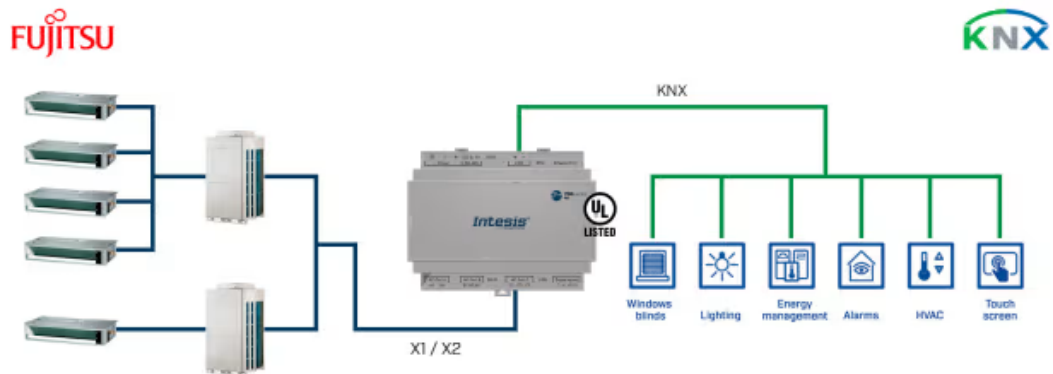 FUJITSU
KNX
KNX
Intesis
UL
LISTED
Windows
blinds
Lighting
Energy
management
Alarms
HVAC
Touch
screen
X1 / X2